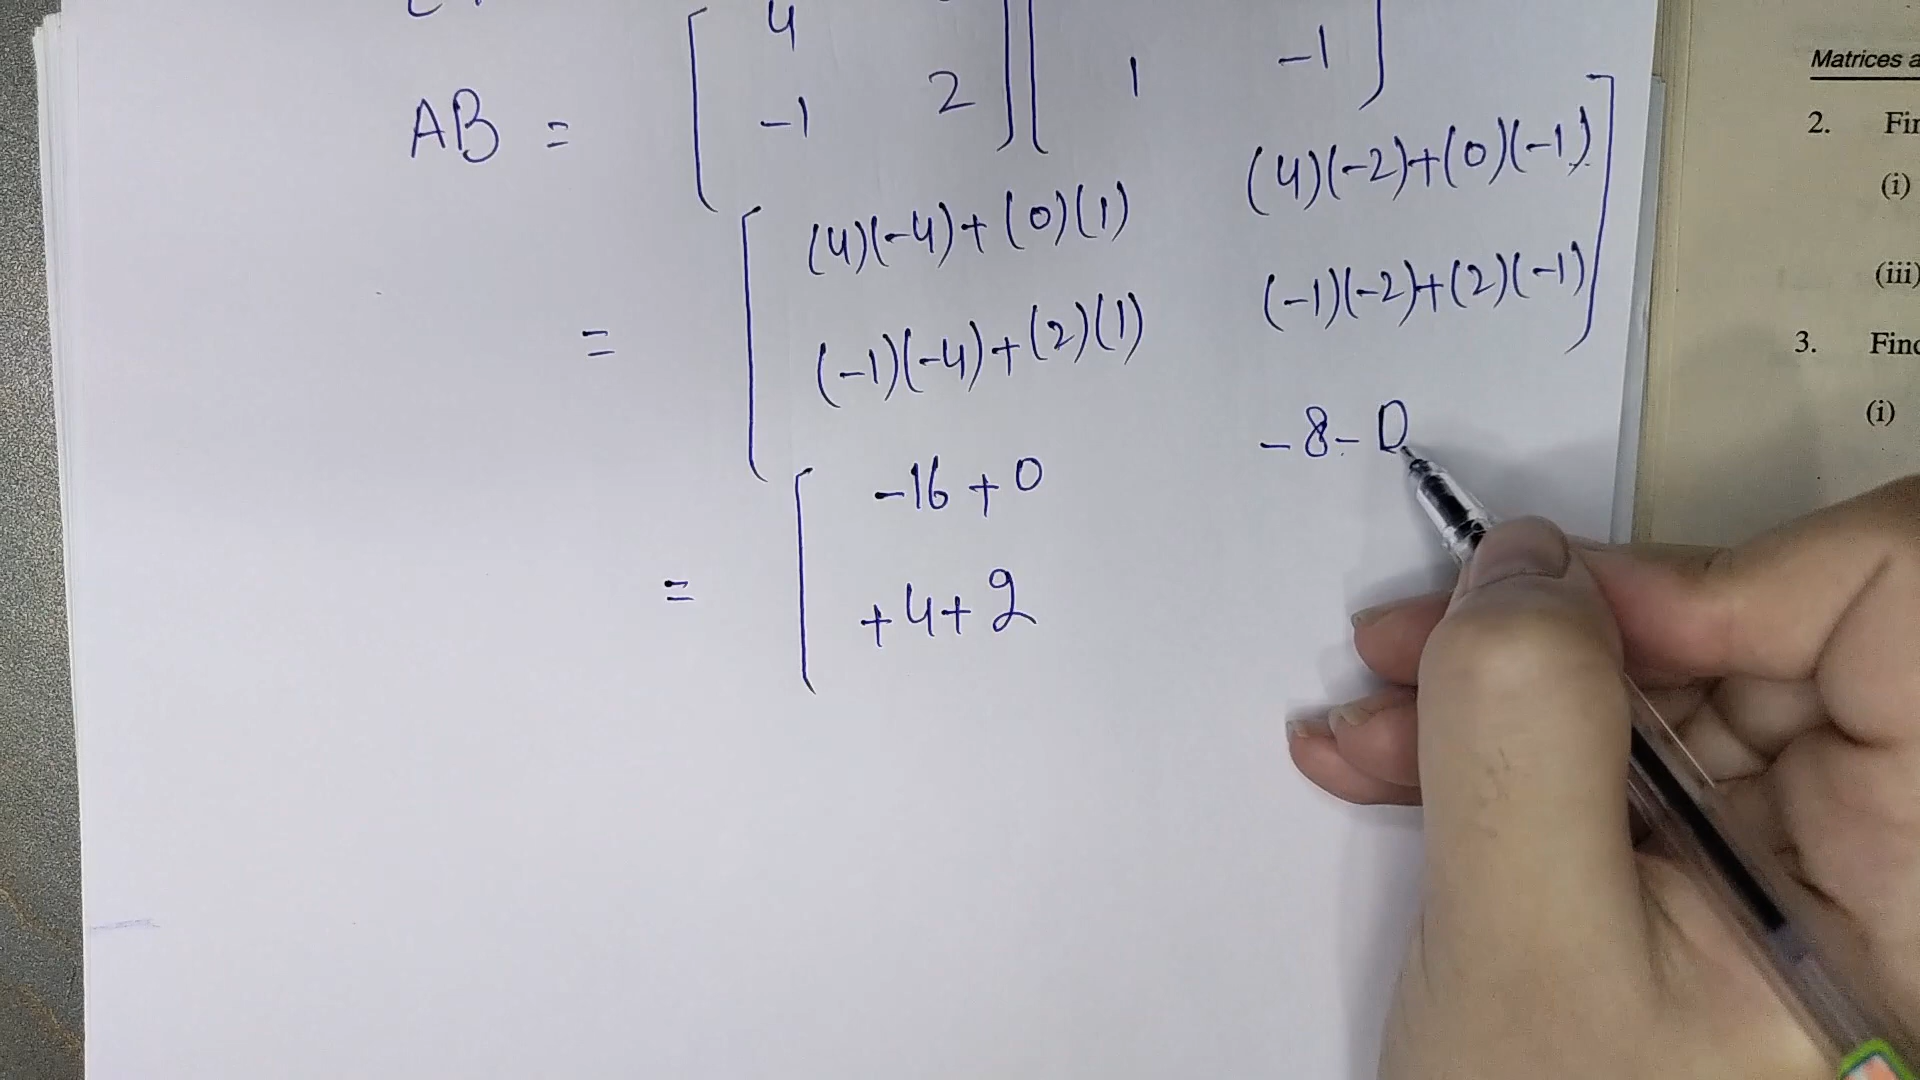 4
AB = [ -1 2 ] [ 1 -1 ]
= [ (4)(-4)+(0)(1) (4)(-2)+(0)(-1) ]
(-1)(-4)+(2)(1) (-1)(-2)+(2)(-1)
= [ -16+0 -8-0
+4+2
Matrices a
2. Fin
(i)
(iii)
3. Find
(i)